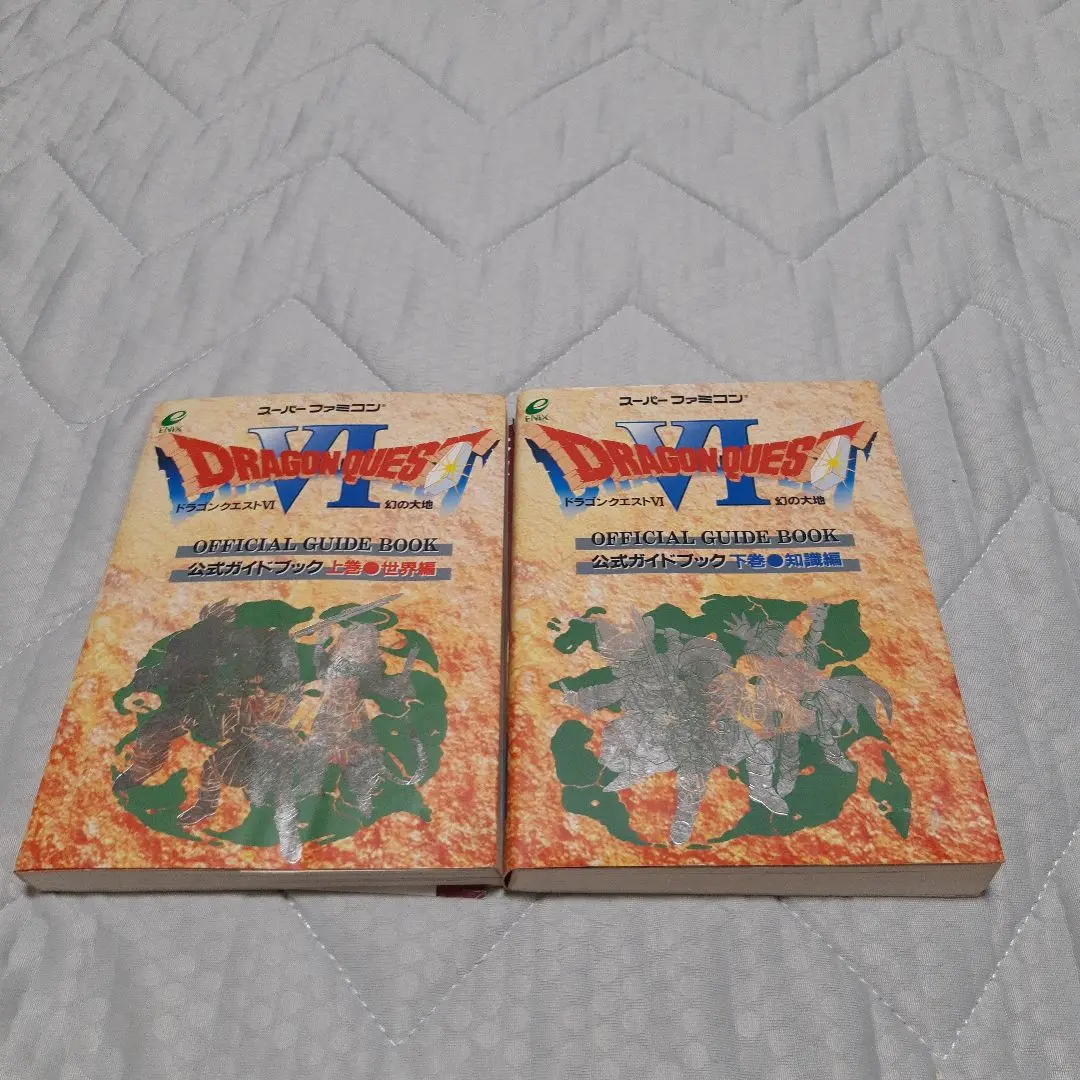 スーパーファミコン®
ENIX
DRAGON QUEST
VI
ドラゴンクエストVI 幻の大地
OFFICIAL GUIDE BOOK
公式ガイドブック 上巻●世界編
スーパーファミコン®
ENIX
DRAGON QUEST
VI
ドラゴンクエストVI 幻の大地
OFFICIAL GUIDE BOOK
公式ガイドブック 下巻●知識編